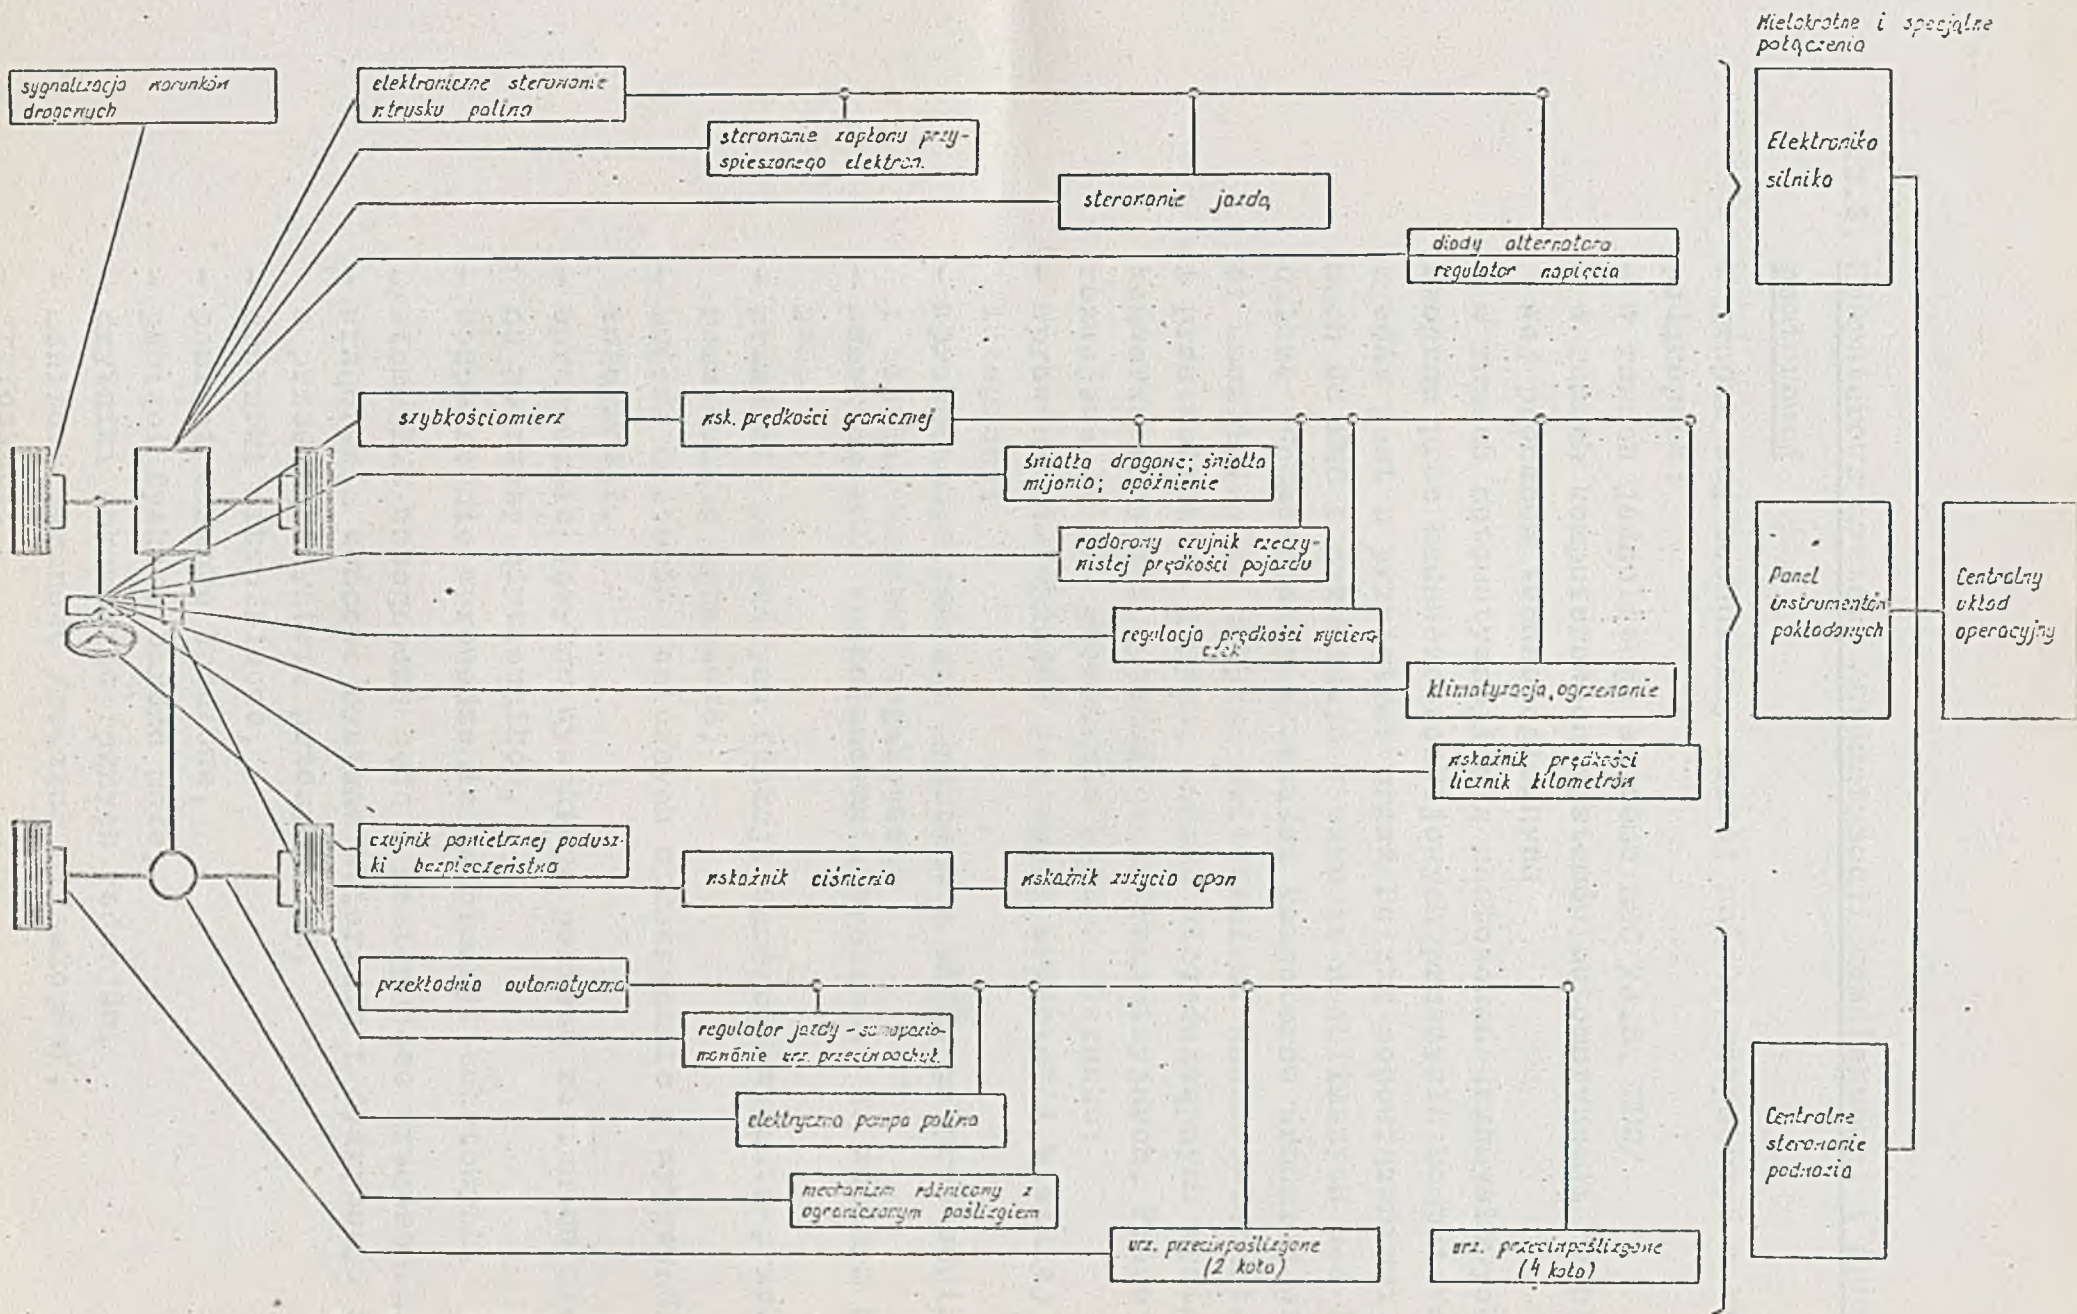 Wielokrotne i specjalne
połączenia
sygnalizacja warunków
drogowych
elektroniczne sterowanie
wtrysku paliwa
sterowanie zapłonu przy-
spieszonego elektron.
sterowanie jazdą
diody alternatora
regulator napięcia
Elektronika
silnika
szybkościomierz
wsk. prędkości granicznej
światła drogowe; światła
mijania; opóźnienie
radarowy czujnik rzeczy-
wistej prędkości pojazdu
regulacja prędkości wyciera-
czek
klimatyzacja, ogrzewanie
wskaźnik prędkości
licznik kilometrów
Panel
instrumentów
pokładowych
Centralny
układ
operacyjny
czujnik powietrznej podusz-
ki bezpieczeństwa
wskaźnik ciśnienia
wskaźnik zużycia opon
przekładnia automatyczna
regulator jazdy - samopozio-
mowanie urz. przeciwpochył.
elektryczna pompa paliwa
mechanizm różnicowy z
ograniczonym poślizgiem
urz. przeciwpoślizgowe
(2 koła)
urz. przeciwpoślizgowe
(4 koła)
Centralne
sterowanie
podwozia